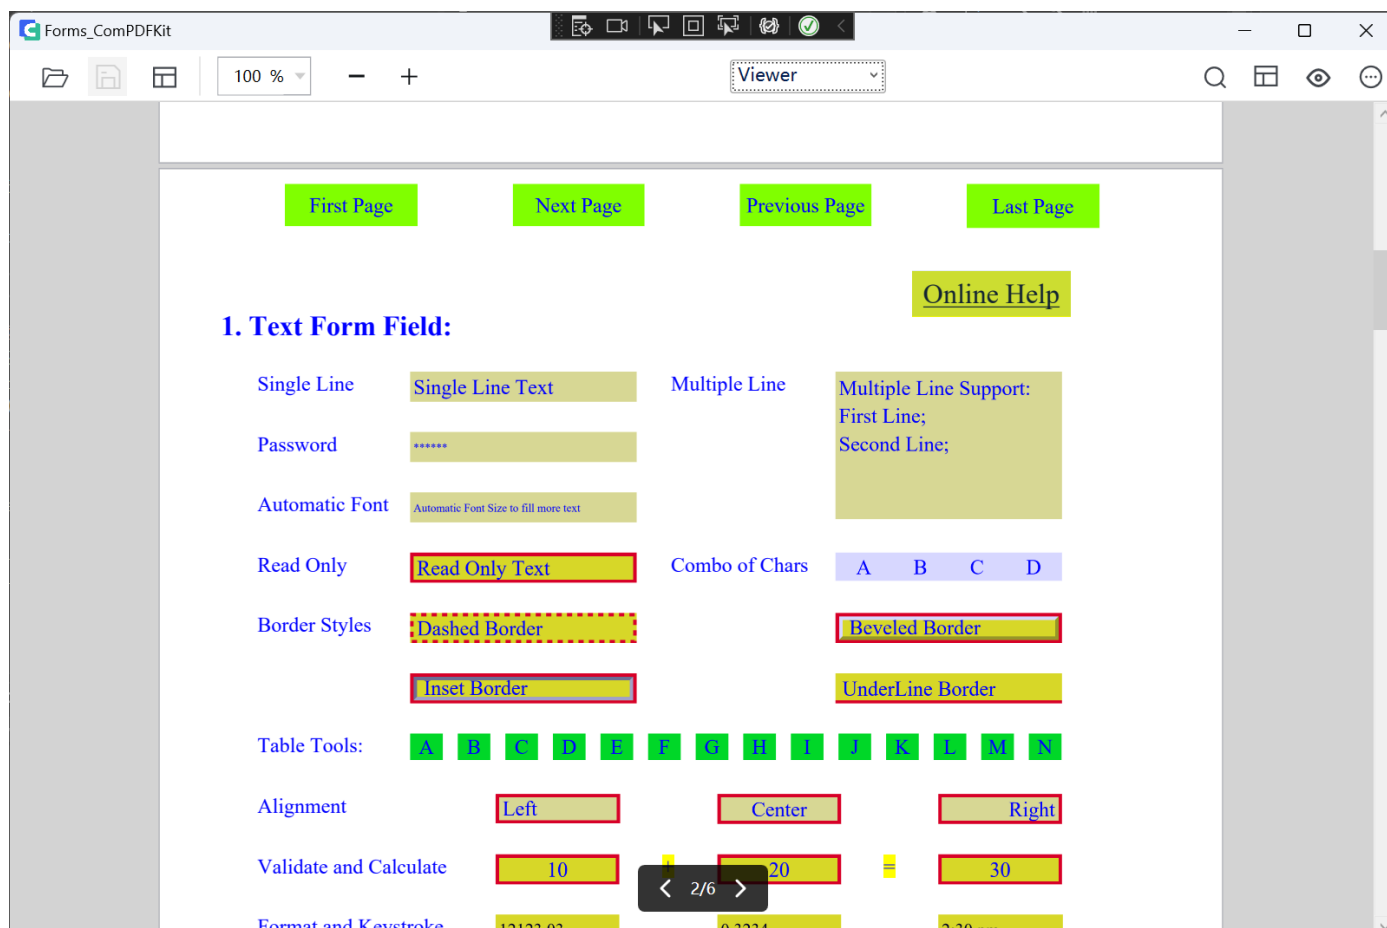 Forms_ComPDFKit
100 %
Viewer
First Page Next Page Previous Page Last Page
Online Help
1. Text Form Field:
Single Line Single Line Text Multiple Line Multiple Line Support:
First Line;
Password ****** Second Line;
Automatic Font Automatic Font Size to fill more text
Read Only Read Only Text Combo of Chars A B C D
Border Styles Dashed Border Beveled Border
Inset Border UnderLine Border
Table Tools: A B C D E F G H I J K L M N
Alignment Left Center Right
Validate and Calculate 10 + 20 = 30
2/6
Format and Keystroke